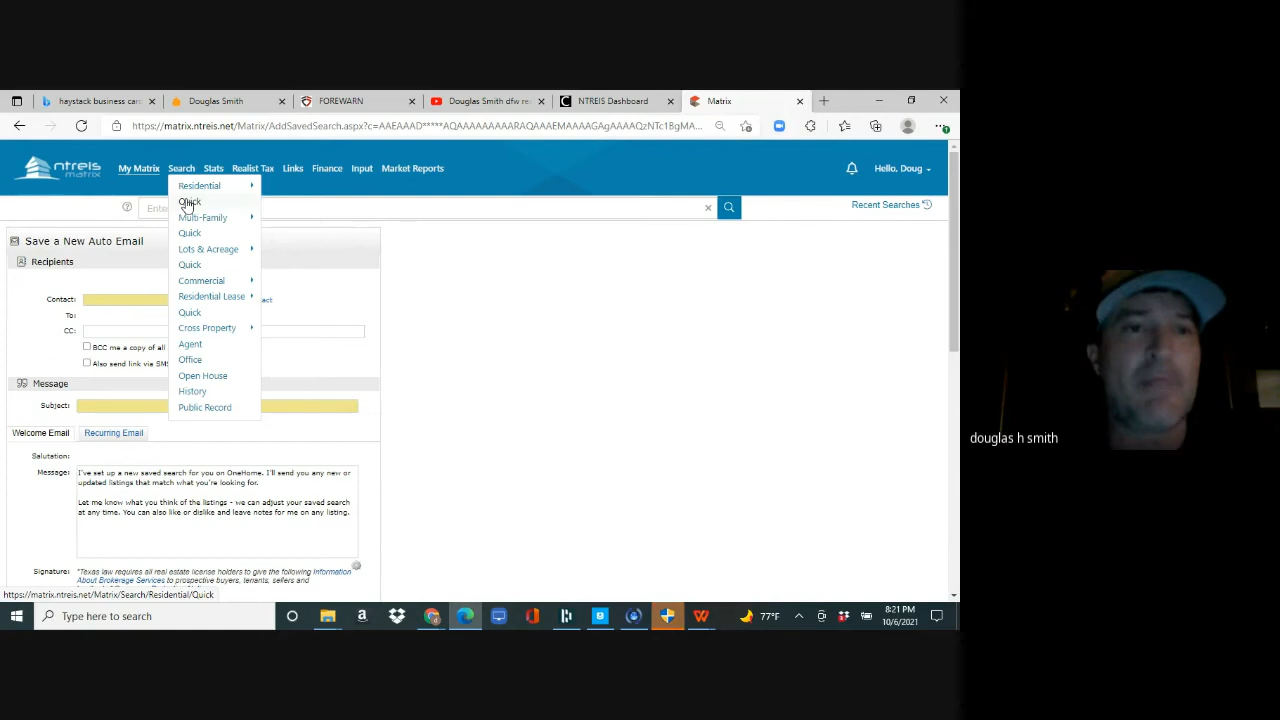 haystack business car
Douglas Smith
FOREWARN
Douglas Smith dfw re
NTREIS Dashboard
Matrix
https://matrix.ntreis.net/Matrix/AddSavedSearch.aspx?c=AAEAAAD*****AQAAAAAAAAARAQAAAEMAAAAGAgAAAAQzNTc1BgMA...
ntreis matrix
My Matrix Search Stats Realist Tax Links Finance Input Market Reports
Hello, Doug
Ente
Recent Searches
Residential
Quick
Multi-Family
Quick
Lots & Acreage
Quick
Commercial
Residential Lease
Quick
Cross Property
Agent
Office
Open House
History
Public Record
Save a New Auto Email
Recipients
Contact:
act
To:
CC:
BCC me a copy of all
Also send link via SMS
Message
Subject:
Welcome Email Recurring Email
Salutation:
Message:
I've set up a new saved search for you on OneHome. I'll send you any new or
updated listings that match what you're looking for.
Let me know what you think of the listings - we can adjust your saved search
at any time. You can also like or dislike and leave notes for me on any listing.
Signature:
*Texas law requires all real estate license holders to give the following Information
About Brokerage Services to prospective buyers, tenants, sellers and
https://matrix.ntreis.net/Matrix/Search/Residential/Quick
Type here to search
77°F
8:21 PM
10/6/2021
douglas h smith